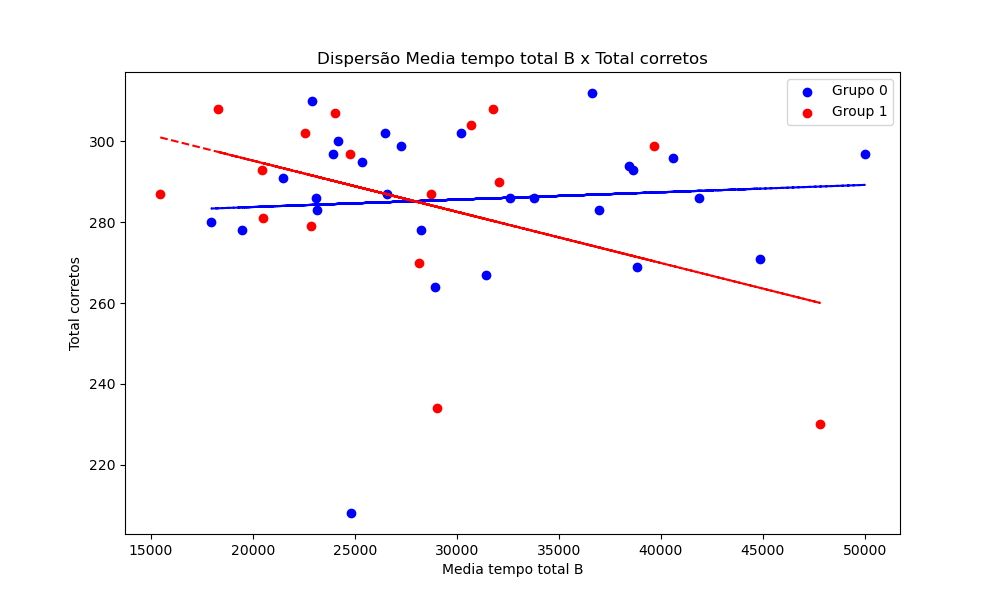 Dispersão Media tempo total B x Total corretos
Grupo 0
Group 1
Total corretos
300
280
260
240
220
15000 20000 25000 30000 35000 40000 45000 50000
Media tempo total B